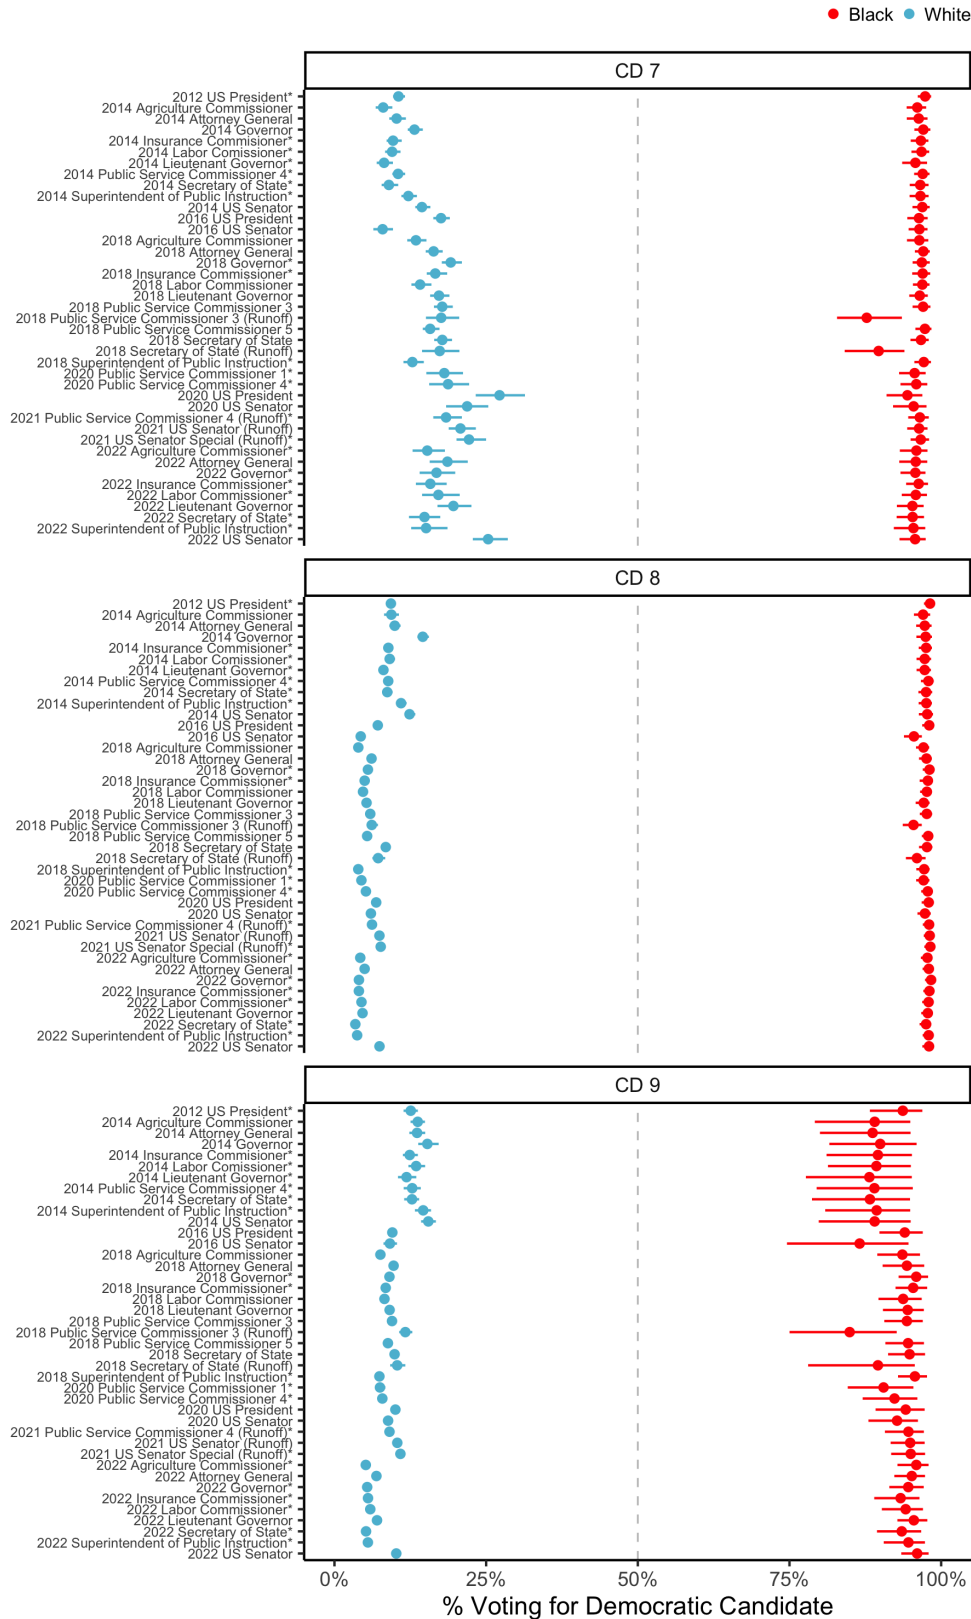 Black White
CD 7
2012 US President*
2014 Agriculture Commissioner
2014 Attorney General
2014 Governor
2014 Insurance Commisioner*
2014 Labor Comissioner*
2014 Lieutenant Governor*
2014 Public Service Commissioner 4*
2014 Secretary of State*
2014 Superintendent of Public Instruction*
2014 US Senator
2016 US President
2016 US Senator
2018 Agriculture Commissioner
2018 Attorney General
2018 Governor*
2018 Insurance Commissioner*
2018 Labor Commissioner
2018 Lieutenant Governor
2018 Public Service Commissioner 3
2018 Public Service Commissioner 3 (Runoff)
2018 Public Service Commissioner 5
2018 Secretary of State
2018 Secretary of State (Runoff)
2018 Superintendent of Public Instruction*
2020 Public Service Commissioner 1*
2020 Public Service Commissioner 4*
2020 US President
2020 US Senator
2021 Public Service Commissioner 4 (Runoff)*
2021 US Senator (Runoff)
2021 US Senator Special (Runoff)*
2022 Agriculture Commissioner*
2022 Attorney General
2022 Governor*
2022 Insurance Commissioner*
2022 Labor Commissioner*
2022 Lieutenant Governor
2022 Secretary of State*
2022 Superintendent of Public Instruction*
2022 US Senator
CD 8
2012 US President*
2014 Agriculture Commissioner
2014 Attorney General
2014 Governor
2014 Insurance Commisioner*
2014 Labor Comissioner*
2014 Lieutenant Governor*
2014 Public Service Commissioner 4*
2014 Secretary of State*
2014 Superintendent of Public Instruction*
2014 US Senator
2016 US President
2016 US Senator
2018 Agriculture Commissioner
2018 Attorney General
2018 Governor*
2018 Insurance Commissioner*
2018 Labor Commissioner
2018 Lieutenant Governor
2018 Public Service Commissioner 3
2018 Public Service Commissioner 3 (Runoff)
2018 Public Service Commissioner 5
2018 Secretary of State
2018 Secretary of State (Runoff)
2018 Superintendent of Public Instruction*
2020 Public Service Commissioner 1*
2020 Public Service Commissioner 4*
2020 US President
2020 US Senator
2021 Public Service Commissioner 4 (Runoff)*
2021 US Senator (Runoff)
2021 US Senator Special (Runoff)*
2022 Agriculture Commissioner*
2022 Attorney General
2022 Governor*
2022 Insurance Commissioner*
2022 Labor Commissioner*
2022 Lieutenant Governor
2022 Secretary of State*
2022 Superintendent of Public Instruction*
2022 US Senator
CD 9
2012 US President*
2014 Agriculture Commissioner
2014 Attorney General
2014 Governor
2014 Insurance Commisioner*
2014 Labor Comissioner*
2014 Lieutenant Governor*
2014 Public Service Commissioner 4*
2014 Secretary of State*
2014 Superintendent of Public Instruction*
2014 US Senator
2016 US President
2016 US Senator
2018 Agriculture Commissioner
2018 Attorney General
2018 Governor*
2018 Insurance Commissioner*
2018 Labor Commissioner
2018 Lieutenant Governor
2018 Public Service Commissioner 3
2018 Public Service Commissioner 3 (Runoff)
2018 Public Service Commissioner 5
2018 Secretary of State
2018 Secretary of State (Runoff)
2018 Superintendent of Public Instruction*
2020 Public Service Commissioner 1*
2020 Public Service Commissioner 4*
2020 US President
2020 US Senator
2021 Public Service Commissioner 4 (Runoff)*
2021 US Senator (Runoff)
2021 US Senator Special (Runoff)*
2022 Agriculture Commissioner*
2022 Attorney General
2022 Governor*
2022 Insurance Commissioner*
2022 Labor Commissioner*
2022 Lieutenant Governor
2022 Secretary of State*
2022 Superintendent of Public Instruction*
2022 US Senator
0% 25% 50% 75% 100%
% Voting for Democratic Candidate